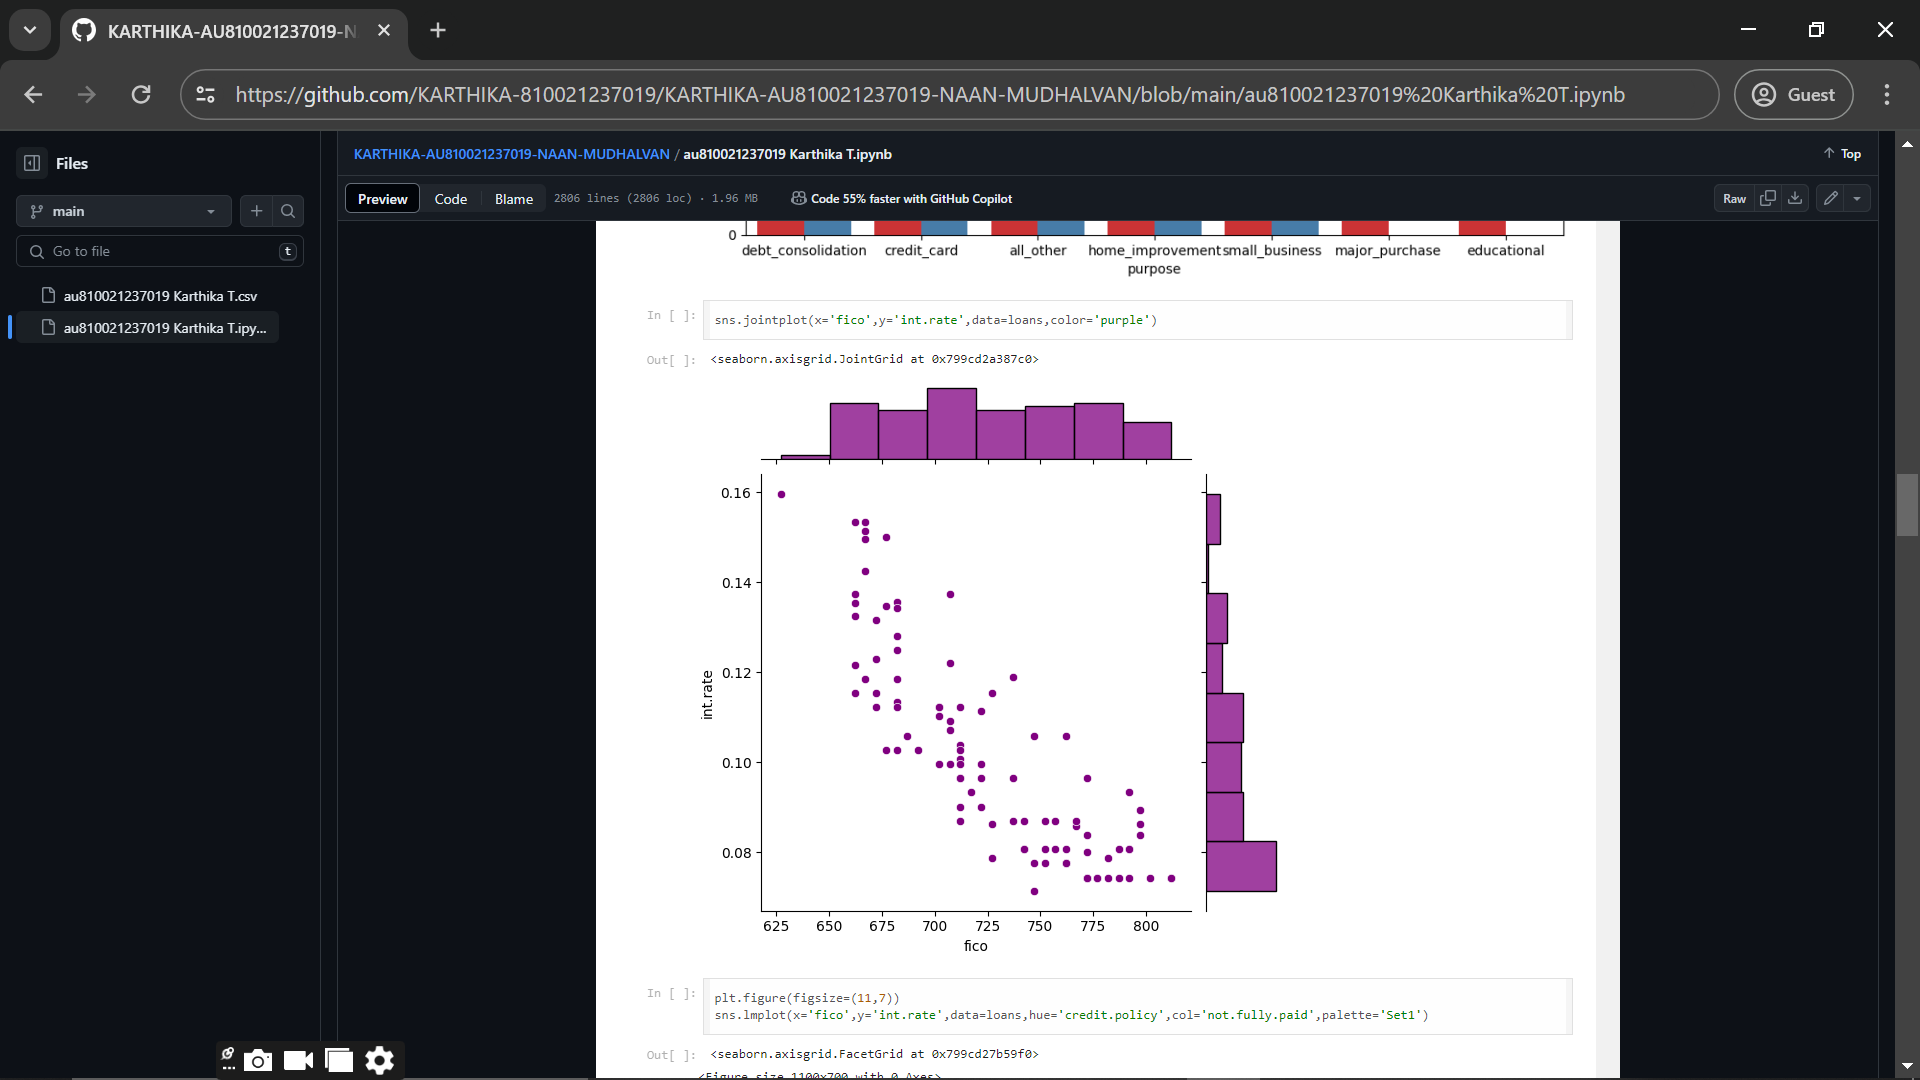 KARTHIKA-AU810021237019-N
https://github.com/KARTHIKA-810021237019/KARTHIKA-AU810021237019-NAAN-MUDHALVAN/blob/main/au810021237019%20Karthika%20T.ipynb
Guest
Files
KARTHIKA-AU810021237019-NAAN-MUDHALVAN / au810021237019 Karthika T.ipynb
Top
main
Preview Code Blame 2806 lines (2806 loc) · 1.96 MB Code 55% faster with GitHub Copilot Raw
Go to file t
au810021237019 Karthika T.csv
au810021237019 Karthika T.ipy...
0
debt_consolidation credit_card all_other home_improvement small_business major_purchase educational
purpose
In [ ]: sns.jointplot(x='fico',y='int.rate',data=loans,color='purple')
Out[ ]: <seaborn.axisgrid.JointGrid at 0x799cd2a387c0>
0.16
0.14
0.12
int.rate
0.10
0.08
625 650 675 700 725 750 775 800
fico
In [ ]: plt.figure(figsize=(11,7))
sns.lmplot(x='fico',y='int.rate',data=loans,hue='credit.policy',col='not.fully.paid',palette='Set1')
Out[ ]: <seaborn.axisgrid.FacetGrid at 0x799cd27b59f0>
<Figure size 1100x700 with 0 Axes>